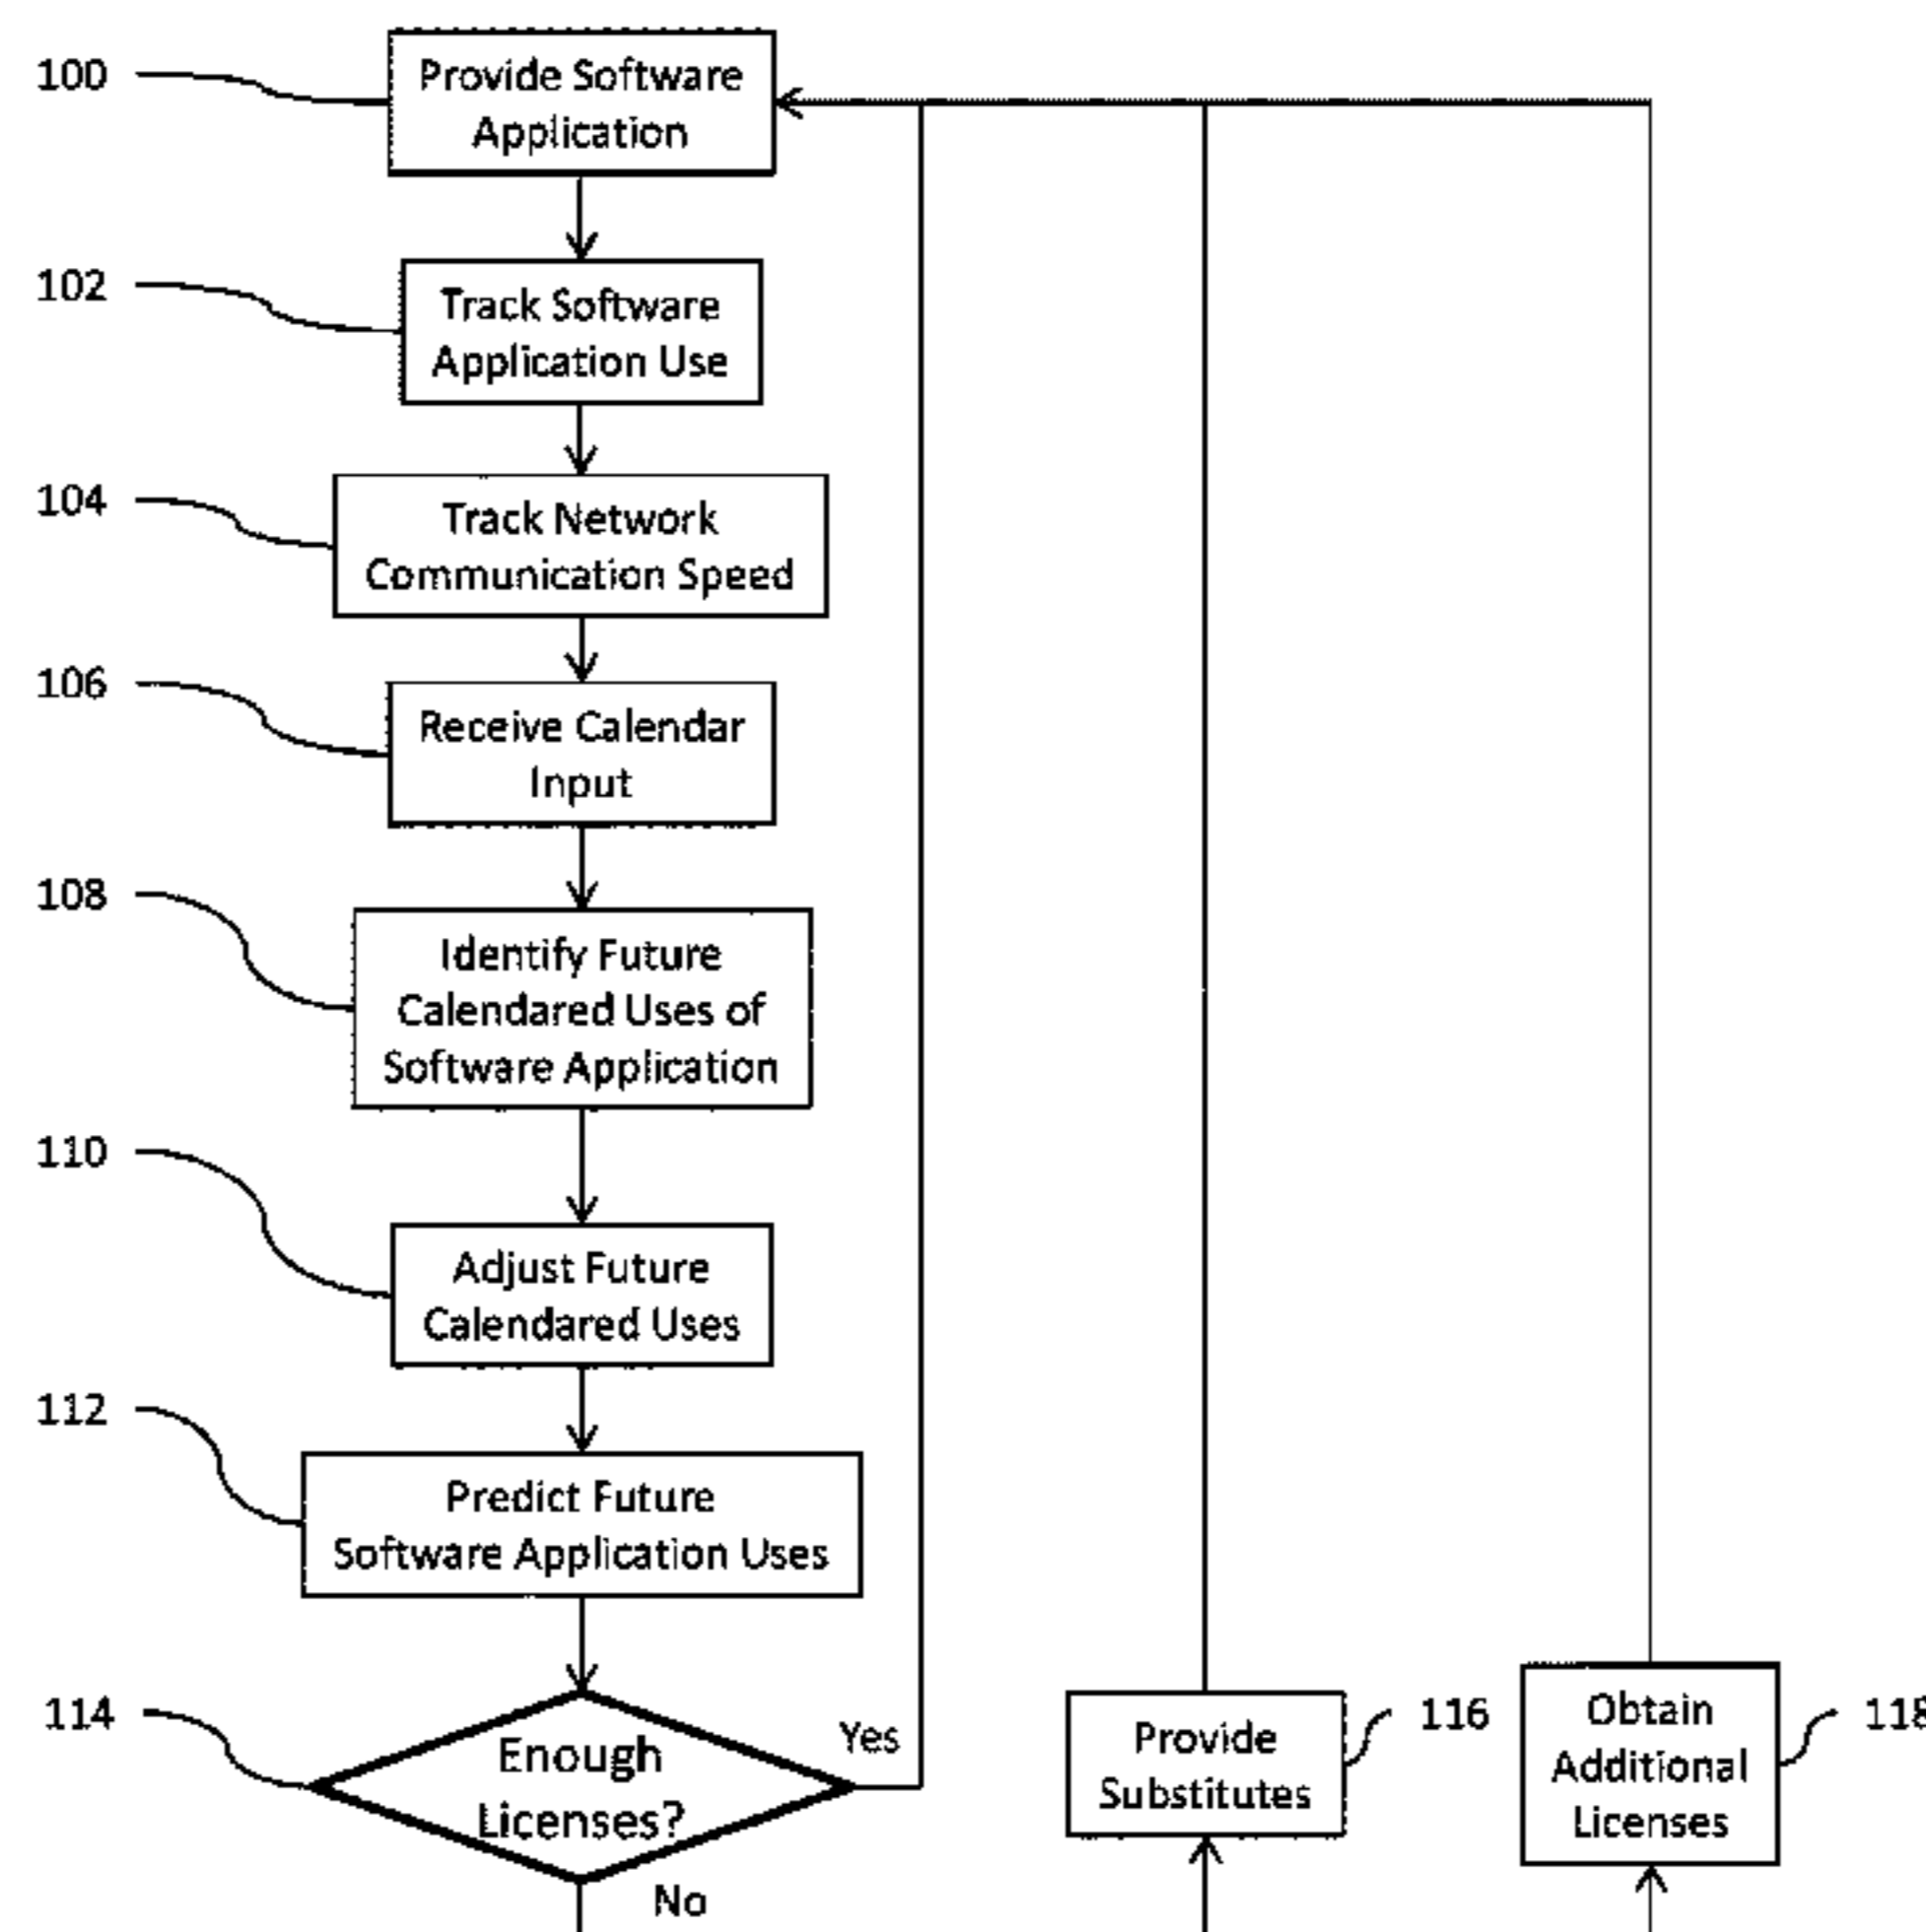 100
Provide Software
Application
102
Track Software
Application Use
104
Track Network
Communication Speed
106
Receive Calendar
Input
108
Identify Future
Calendared Uses of
Software Application
110
Adjust Future
Calendared Uses
112
Predict Future
Software Application Uses
114
Enough
Licenses?
Yes
No
Provide
Substitutes
116
Obtain
Additional
Licenses
118